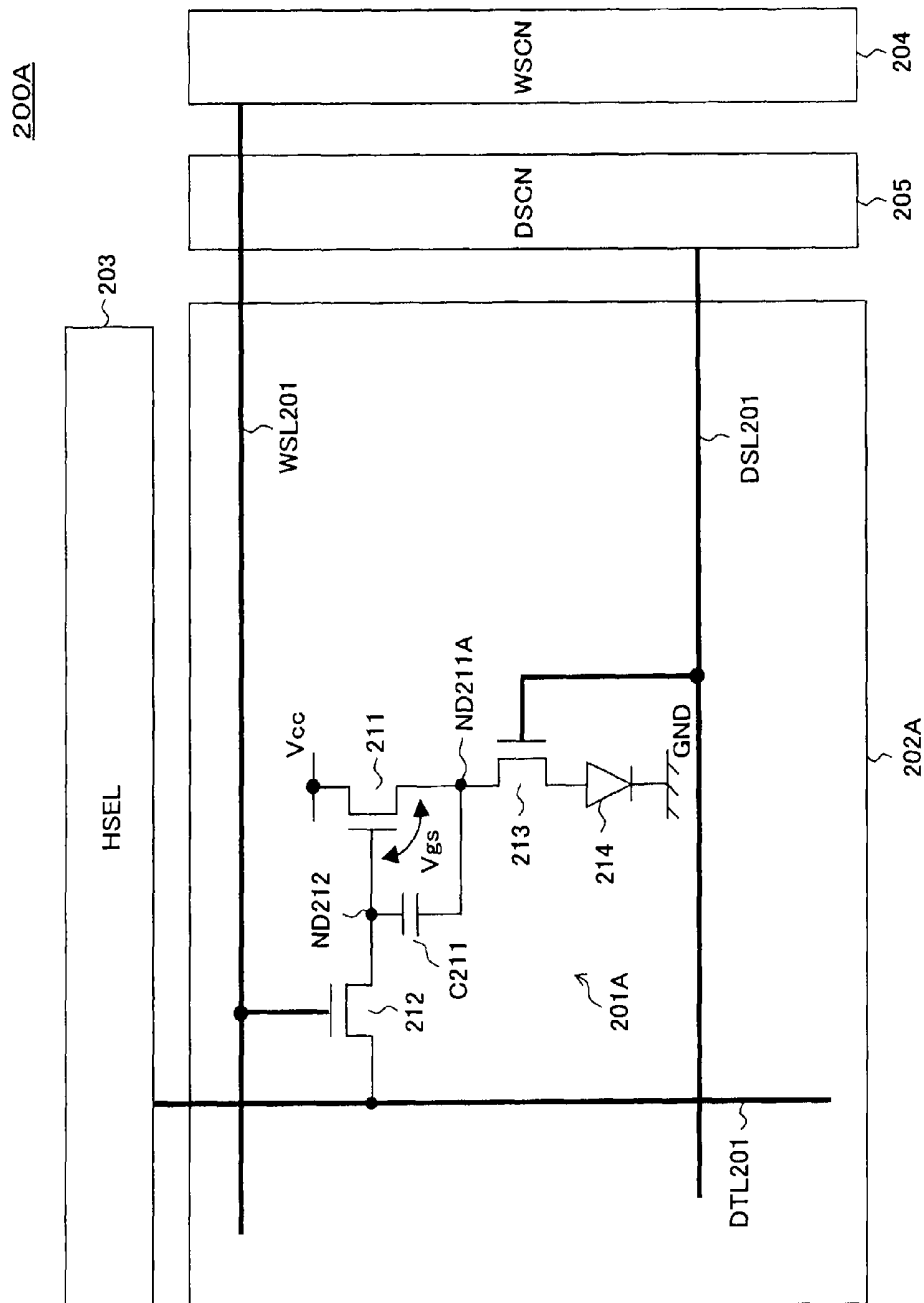 200A
HSEL
203
WSL201
WSCN
204
DSCN
205
Vcc
211
ND212
Vgs
ND211A
C211
212
213
214
GND
201A
DSL201
DTL201
202A